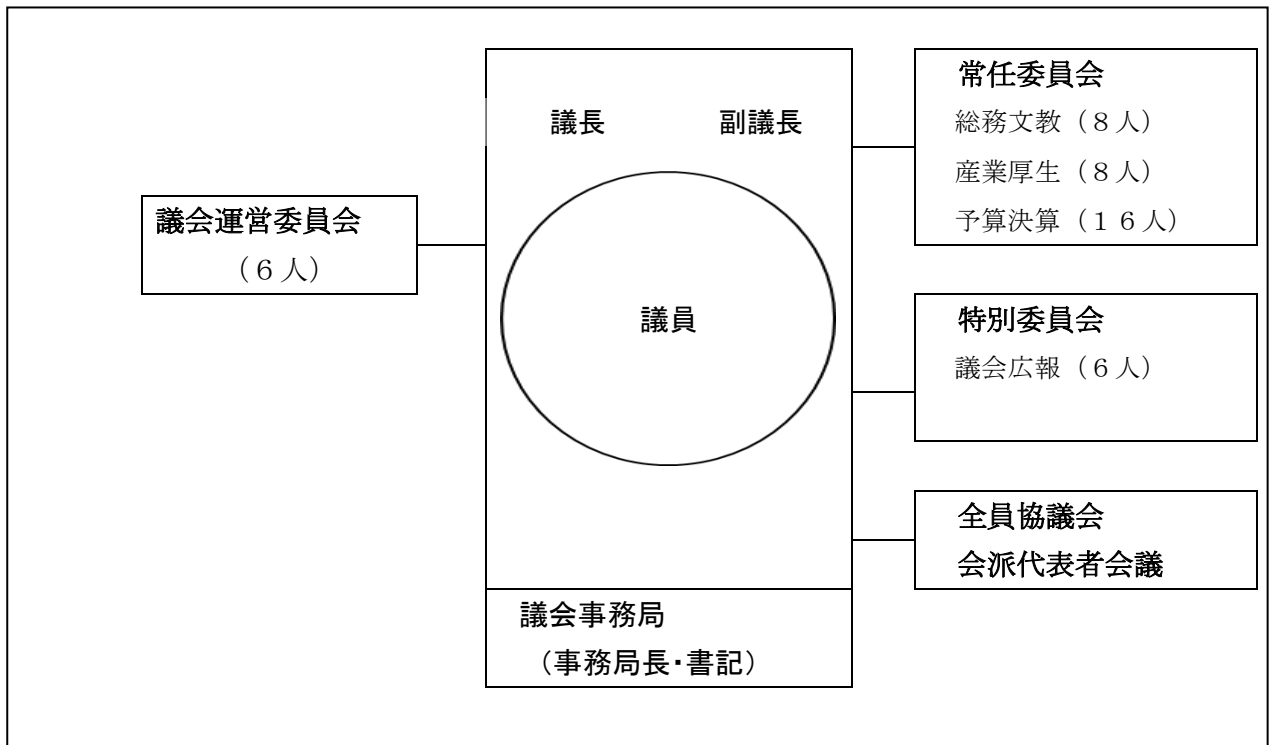 議会運営委員会
（６人）
議長 副議長
議員
議会事務局
（事務局長・書記）
常任委員会
総務文教（８人）
産業厚生（８人）
予算決算（１６人）
特別委員会
議会広報（６人）
全員協議会
会派代表者会議